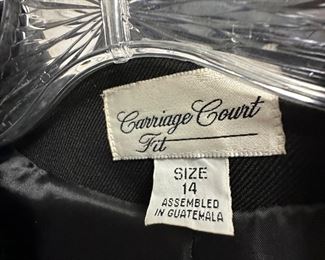 Carriage Court
Fit
SIZE
14
ASSEMBLED
IN GUATEMALA